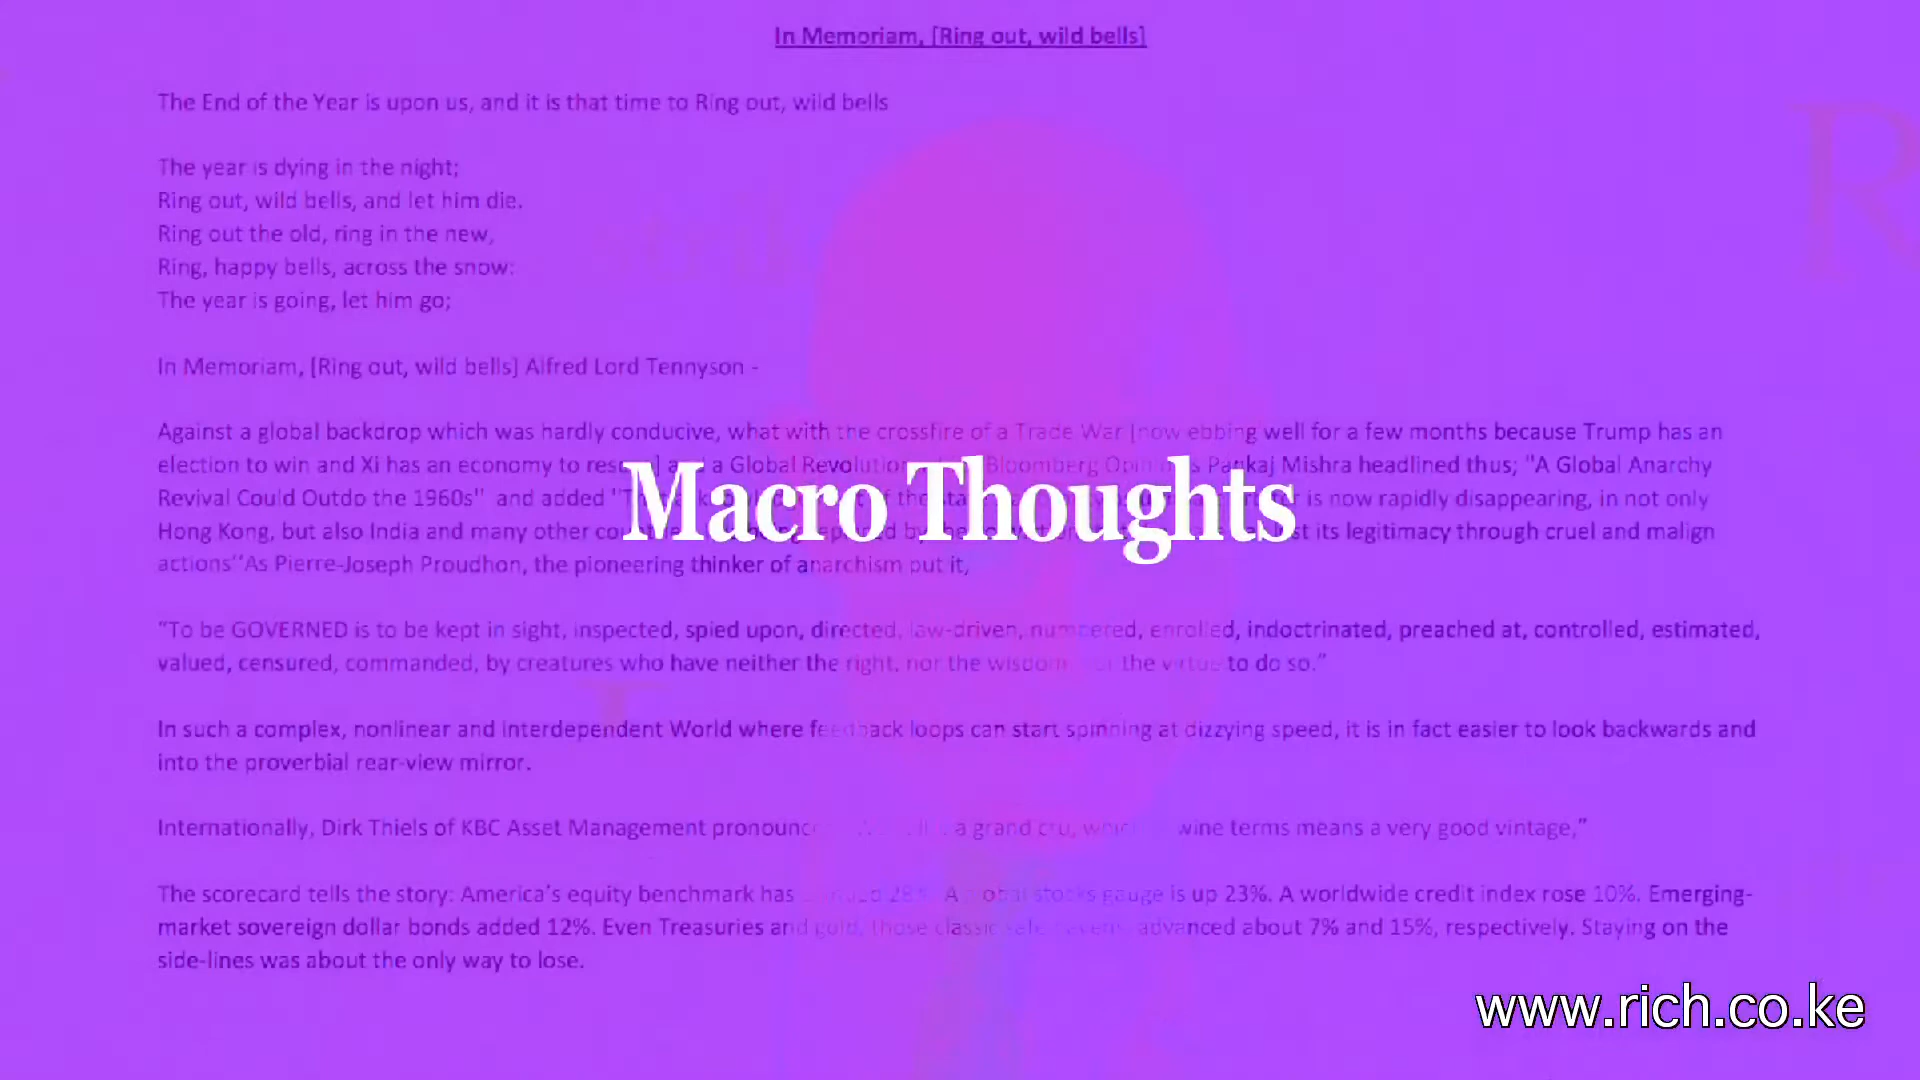 In Memoriam, [Ring out, wild bells]
The End of the Year is upon us, and it is that time to Ring out, wild bells
The year is dying in the night;
Ring out, wild bells, and let him die.
Ring out the old, ring in the new,
Ring, happy bells, across the snow:
The year is going, let him go;
In Memoriam, [Ring out, wild bells] Alfred Lord Tennyson -
Against a global backdrop which was hardly conducive, what with the crossfire of a Trade War [now ebbing well for a few months because Trump has an
election to win and Xi has an economy to a Global Bloomberg Pankaj Mishra headlined thus; "A Global Anarchy
Revival Could Outdo the 1960s" and added is now rapidly disappearing, in not only
Hong Kong, but also India and many other its legitimacy through cruel and malign
actions''As Pierre-Joseph Proudhon, the pioneering thinker of anarchism put it,
Macro Thoughts
“To be GOVERNED is to be kept in sight, inspected, spied upon, directed, law-driven, numbered, enrolled, indoctrinated, preached at, controlled, estimated,
valued, censured, commanded, by creatures who have neither the right, nor the wisdom the virtue to do so.”
In such a complex, nonlinear and interdependent World where feedback loops can start spinning at dizzying speed, it is in fact easier to look backwards and
into the proverbial rear-view mirror.
Internationally, Dirk Thiels of KBC Asset Management a grand cru, which wine terms means a very good vintage,”
The scorecard tells the story: America’s equity benchmark has A global stocks gauge is up 23%. A worldwide credit index rose 10%. Emerging-
market sovereign dollar bonds added 12%. Even Treasuries and gold, those classic advanced about 7% and 15%, respectively. Staying on the
side-lines was about the only way to lose.
www.rich.co.ke